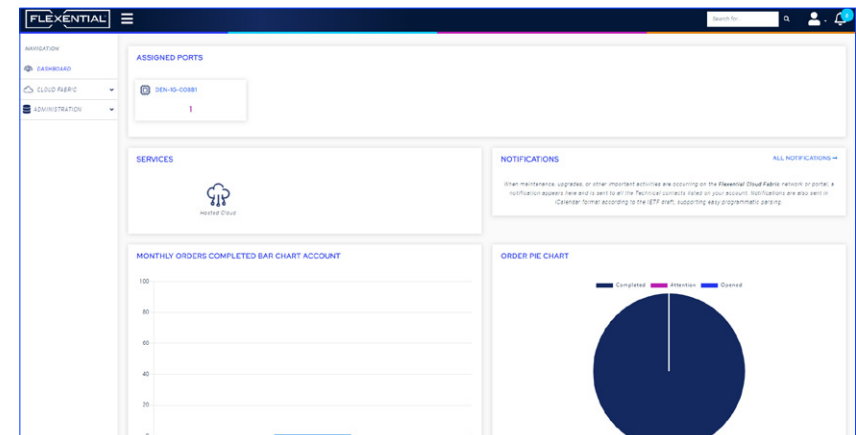 FLEXENTIAL
Search for
NAVIGATION
DASHBOARD
CLOUD FABRIC
ADMINISTRATION
ASSIGNED PORTS
DEN-1G-COBB1
1
SERVICES
Hosted Cloud
NOTIFICATIONS
ALL NOTIFICATIONS
When maintenance, upgrades, or other important activities are occurring on the Flexential Cloud Fabric network or portal, a
notification appears here and is sent to all the Technical contacts listed on your account. Notifications are also sent in
iCalendar format according to the IETF draft, supporting easy programmatic parsing.
MONTHLY ORDERS COMPLETED BAR CHART ACCOUNT
100
80
60
40
20
ORDER PIE CHART
Completed Attention Opened